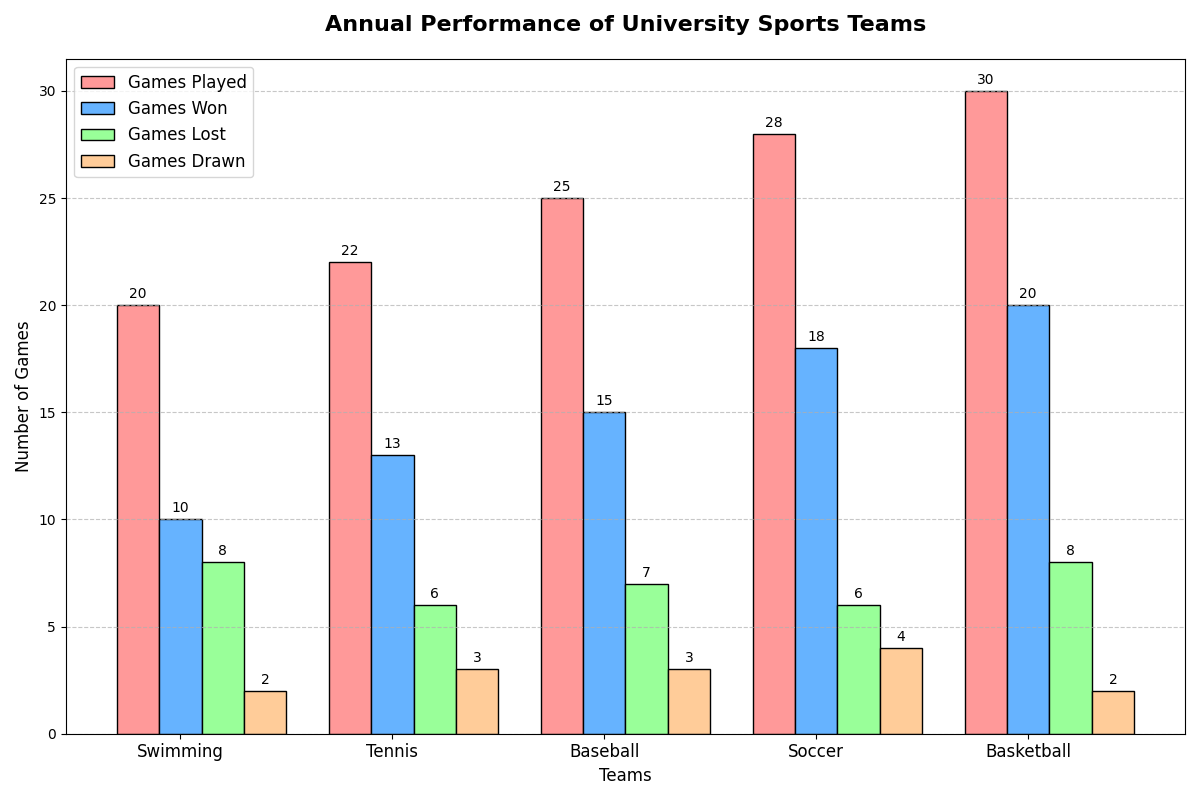 Annual Performance of University Sports Teams
Games Played
Games Won
Games Lost
Games Drawn
Number of Games
30
25
20
15
10
5
0
20
10
8
2
22
13
6
3
25
15
7
3
28
18
6
4
30
20
8
2
Swimming
Tennis
Baseball
Soccer
Basketball
Teams